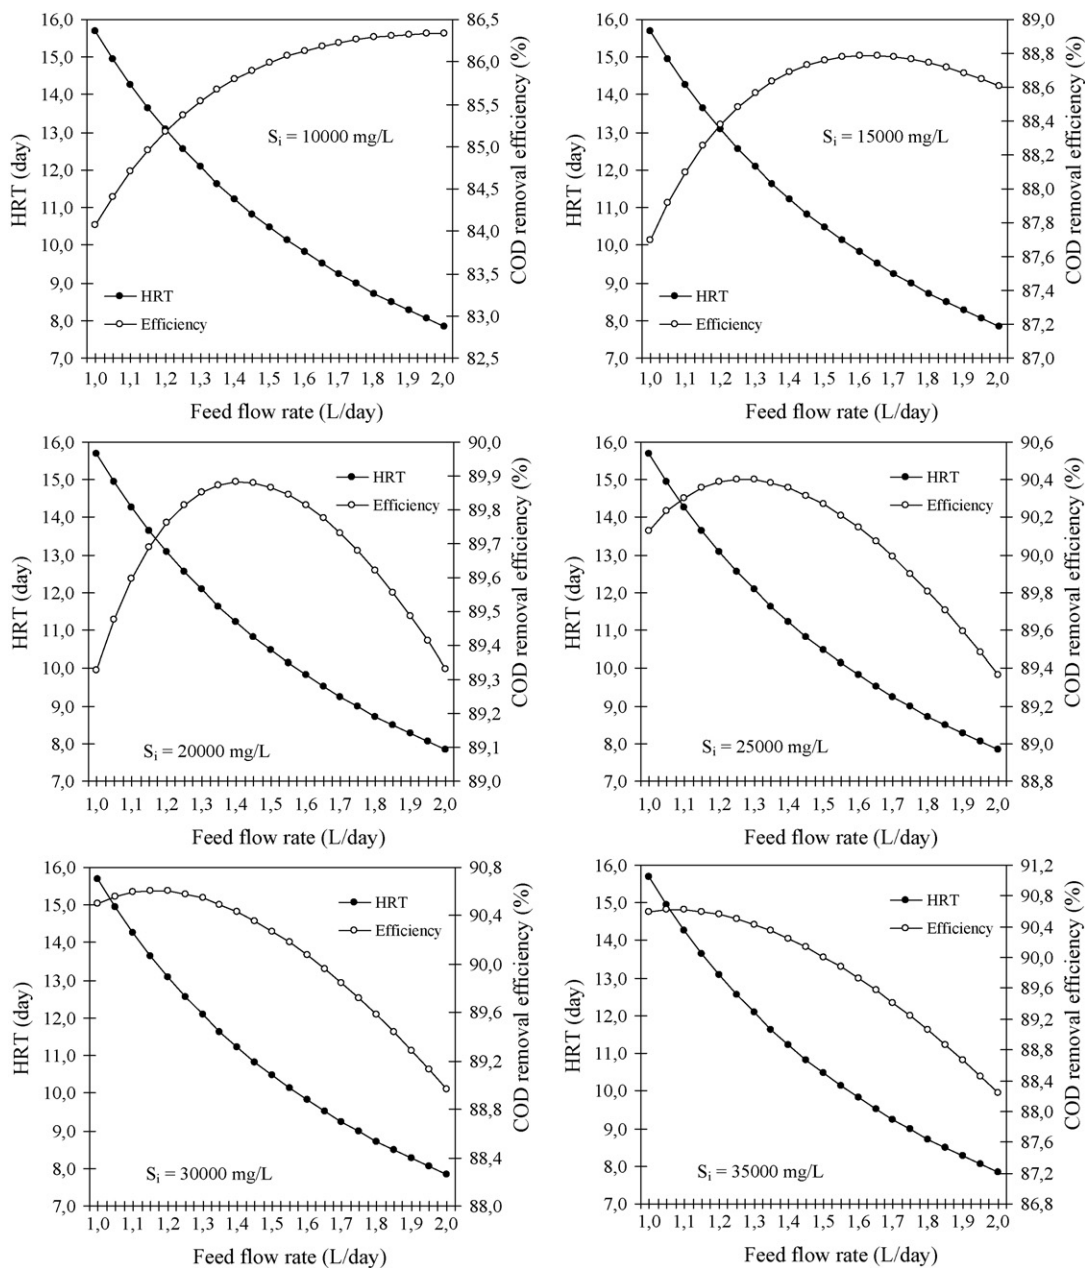 HRT (day)
16,0
15,0
14,0
13,0
12,0
11,0
10,0
9,0
8,0
7,0
Si = 10000 mg/L
HRT
Efficiency
86,5
86,0
85,5
85,0
84,5
84,0
83,5
83,0
82,5
COD removal efficiency (%)
1,0 1,1 1,2 1,3 1,4 1,5 1,6 1,7 1,8 1,9 2,0
Feed flow rate (L/day)
HRT (day)
16,0
15,0
14,0
13,0
12,0
11,0
10,0
9,0
8,0
7,0
Si = 15000 mg/L
HRT
Efficiency
89,0
88,8
88,6
88,4
88,2
88,0
87,8
87,6
87,4
87,2
87,0
COD removal efficiency (%)
1,0 1,1 1,2 1,3 1,4 1,5 1,6 1,7 1,8 1,9 2,0
Feed flow rate (L/day)
HRT (day)
16,0
15,0
14,0
13,0
12,0
11,0
10,0
9,0
8,0
7,0
HRT
Efficiency
Si = 20000 mg/L
90,0
89,9
89,8
89,7
89,6
89,5
89,4
89,3
89,2
89,1
89,0
COD removal efficiency (%)
1,0 1,1 1,2 1,3 1,4 1,5 1,6 1,7 1,8 1,9 2,0
Feed flow rate (L/day)
HRT (day)
16,0
15,0
14,0
13,0
12,0
11,0
10,0
9,0
8,0
7,0
HRT
Efficiency
Si = 25000 mg/L
90,6
90,4
90,2
90,0
89,8
89,6
89,4
89,2
89,0
88,8
COD removal efficiency (%)
1,0 1,1 1,2 1,3 1,4 1,5 1,6 1,7 1,8 1,9 2,0
Feed flow rate (L/day)
HRT (day)
16,0
15,0
14,0
13,0
12,0
11,0
10,0
9,0
8,0
7,0
HRT
Efficiency
Si = 30000 mg/L
90,8
90,4
90,0
89,6
89,2
88,8
88,4
88,0
COD removal efficiency (%)
1,0 1,1 1,2 1,3 1,4 1,5 1,6 1,7 1,8 1,9 2,0
Feed flow rate (L/day)
HRT (day)
16,0
15,0
14,0
13,0
12,0
11,0
10,0
9,0
8,0
7,0
HRT
Efficiency
Si = 35000 mg/L
91,2
90,8
90,4
90,0
89,6
89,2
88,8
88,4
88,0
87,6
87,2
86,8
COD removal efficiency (%)
1,0 1,1 1,2 1,3 1,4 1,5 1,6 1,7 1,8 1,9 2,0
Feed flow rate (L/day)